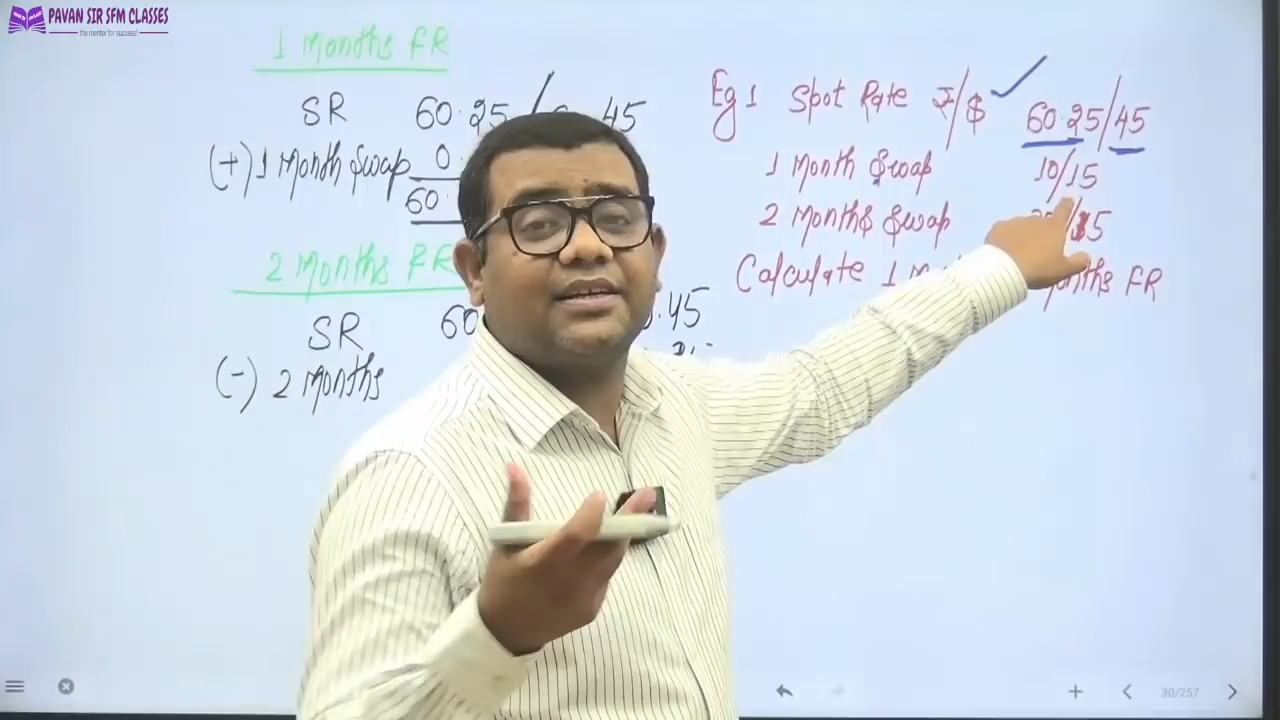 PAVAN SIR SFM CLASSES
the mentor for success!
1 Months FR
SR 60.25 / 45
(+) 1 Month Swap 0.
60.
2 Months FR
SR 60 .45
(-) 2 Months
Eg 1 Spot Rate ₹/$ 60.25/45
1 Month Swap 10/15
2 Months Swap
Calculate 1 Months FR
30/257